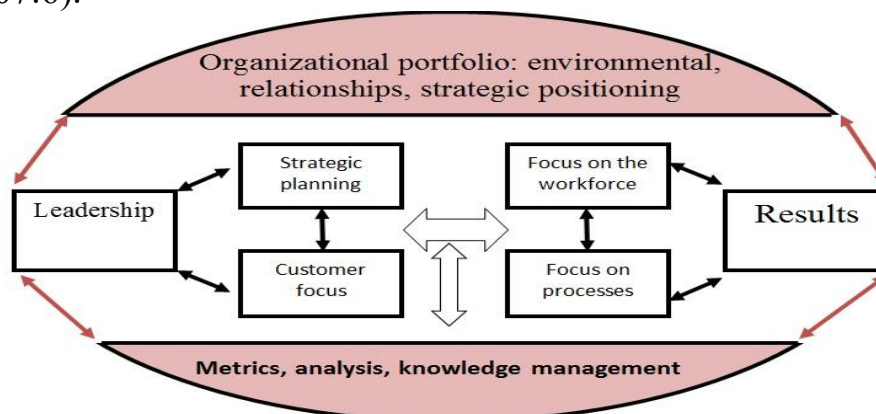 Organizational portfolio: environmental,
relationships, strategic positioning
Strategic
planning
Focus on the
workforce
Leadership
Results
Customer
focus
Focus on
processes
Metrics, analysis, knowledge management